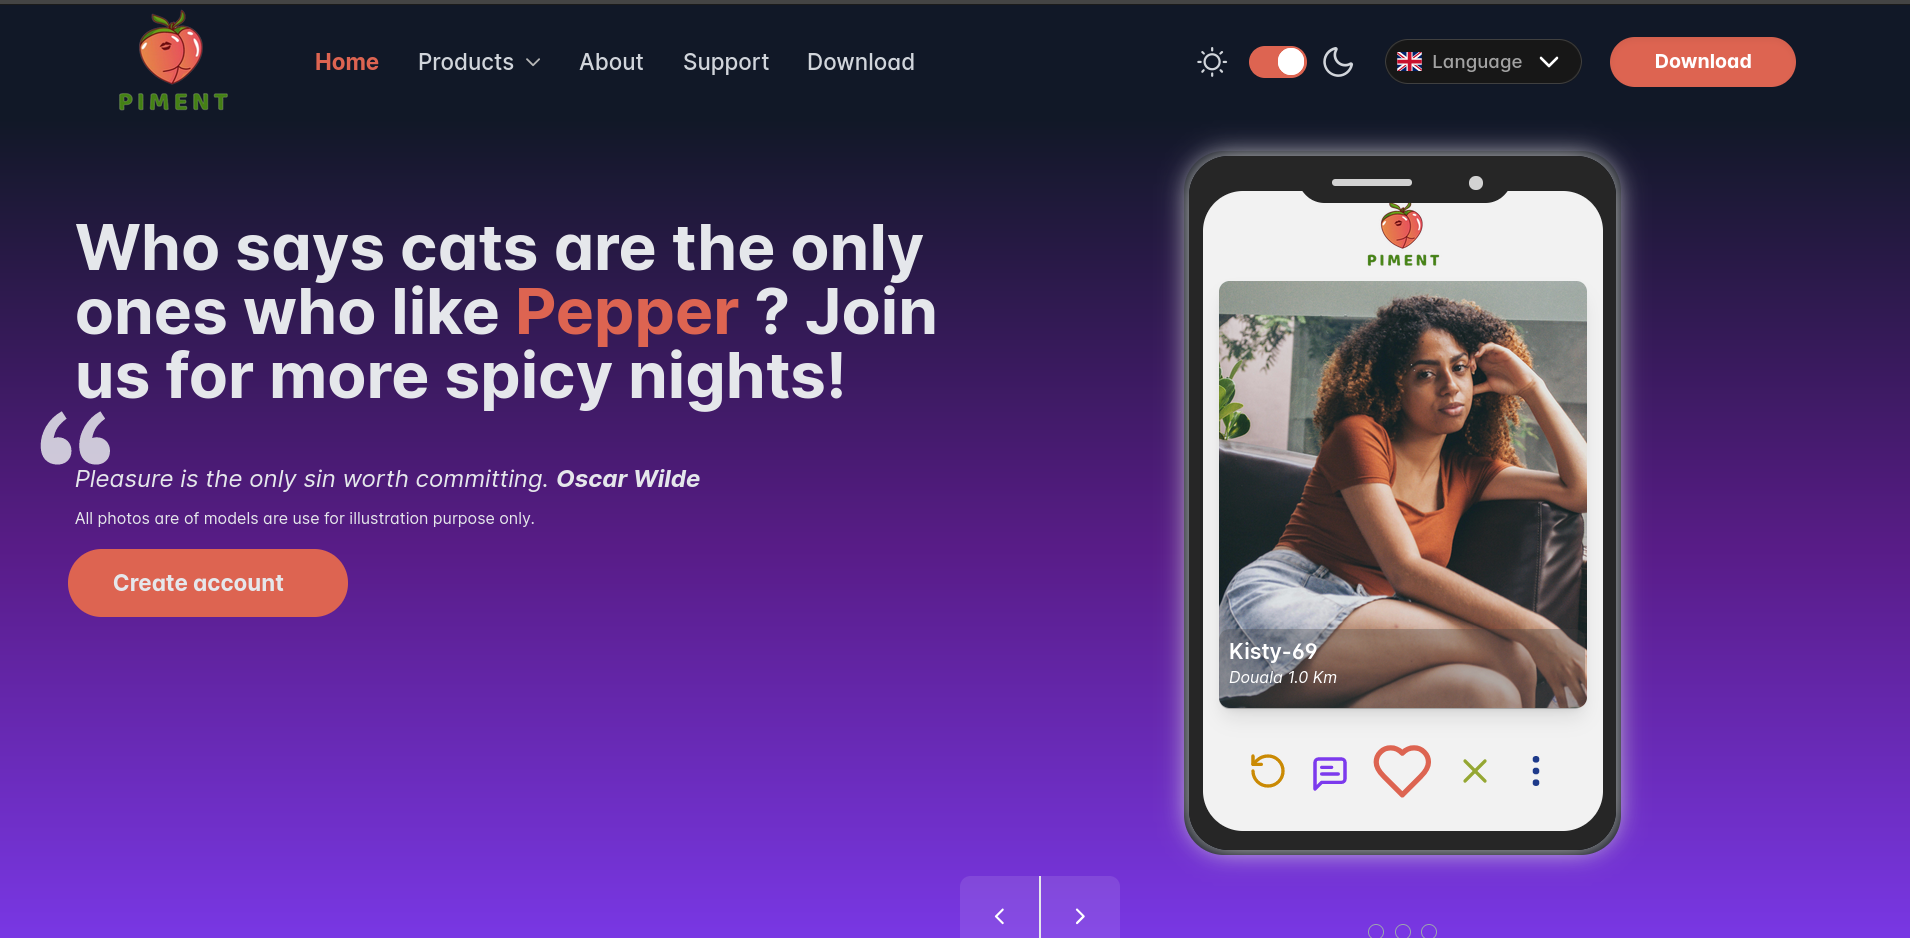 PIMENT
Home Products About Support Download
Language
Download
Who says cats are the only
ones who like Pepper ? Join
us for more spicy nights!
“
Pleasure is the only sin worth committing. Oscar Wilde
All photos are of models are use for illustration purpose only.
Create account
PIMENT
Kisty-69
Douala 1.0 Km